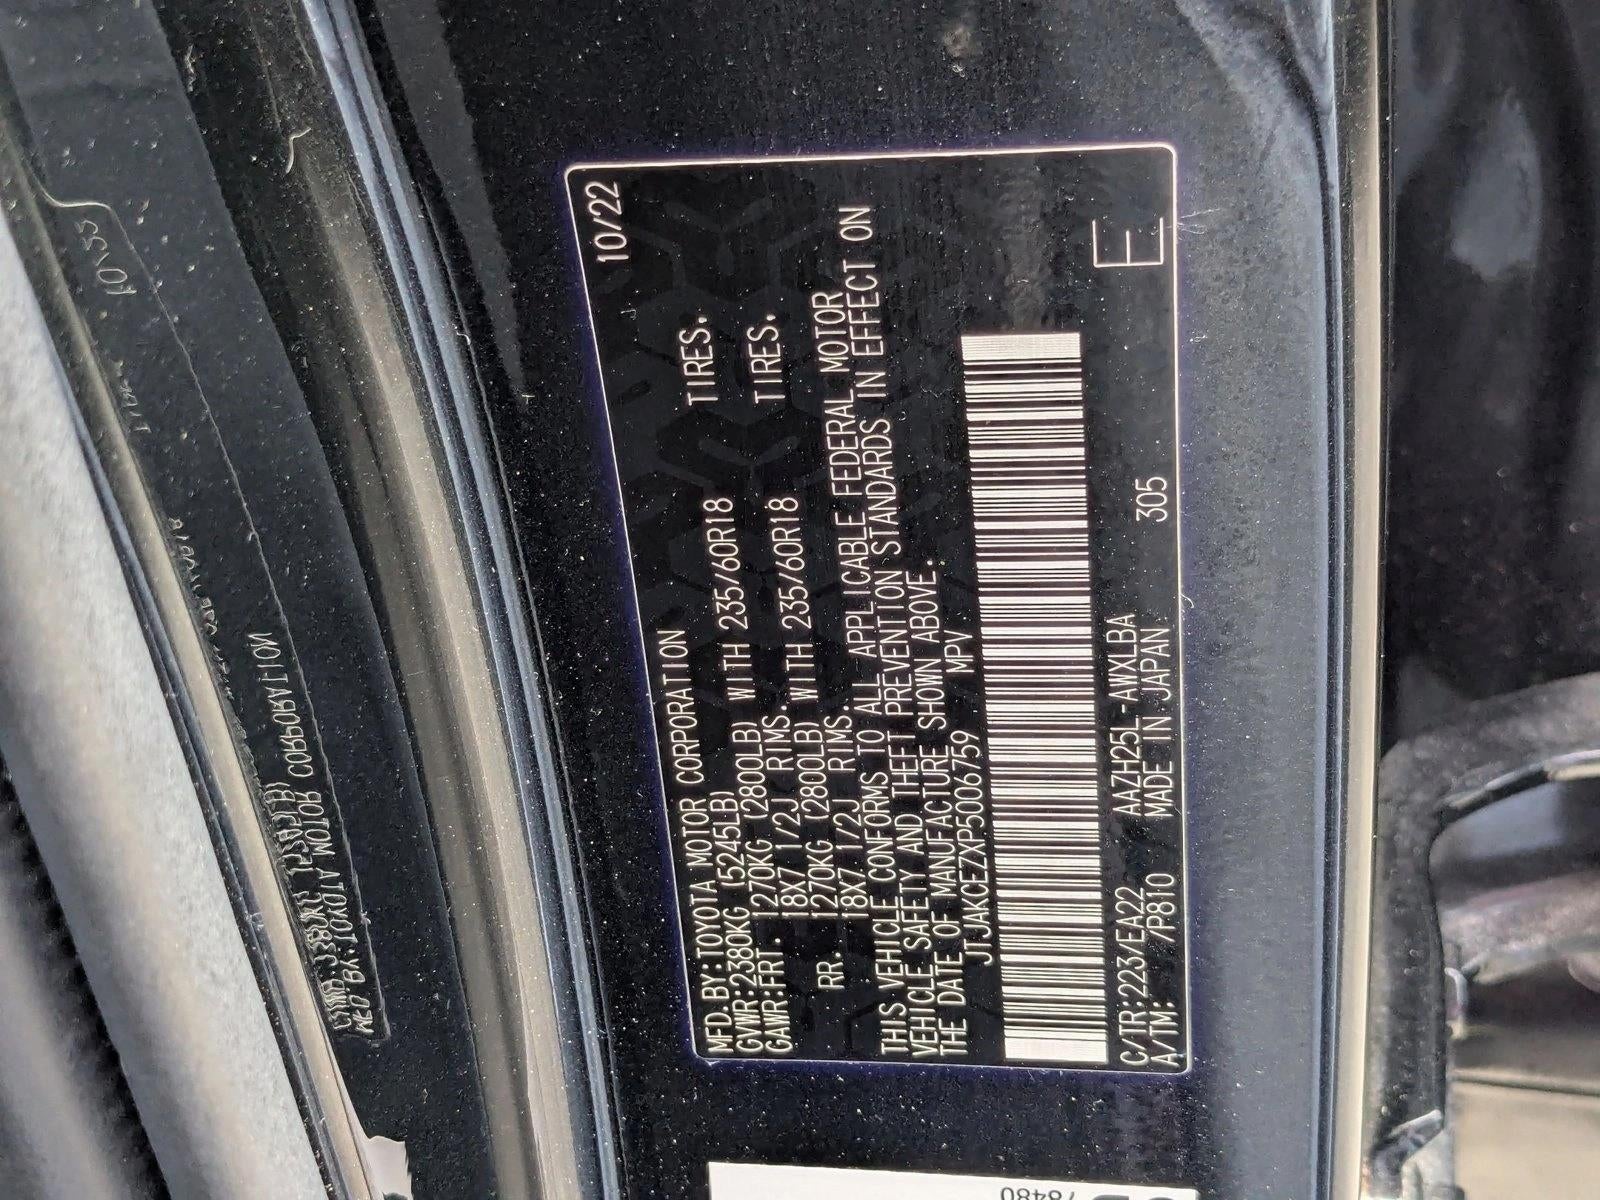 10/22
MFD.BY:TOYOTA MOTOR CORPORATION
GVWR:2380KG (5245LB)
GAWR:FRT. 1270KG (2800LB) WITH 235/60R18 TIRES.
18X7 1/2J RIMS.
RR. 1270KG (2800LB) WITH 235/60R18 TIRES.
18X7 1/2J RIMS.
THIS VEHICLE CONFORMS TO ALL APPLICABLE FEDERAL MOTOR
VEHICLE SAFETY AND THEFT PREVENTION STANDARDS IN EFFECT ON
THE DATE OF MANUFACTURE SHOWN ABOVE.
JTJAKCEZXP5006759 MPV
C/TR:223/EA22 AAZH25L-AWXLBA
A/TM: /P810 MADE IN JAPAN 305
E
78480